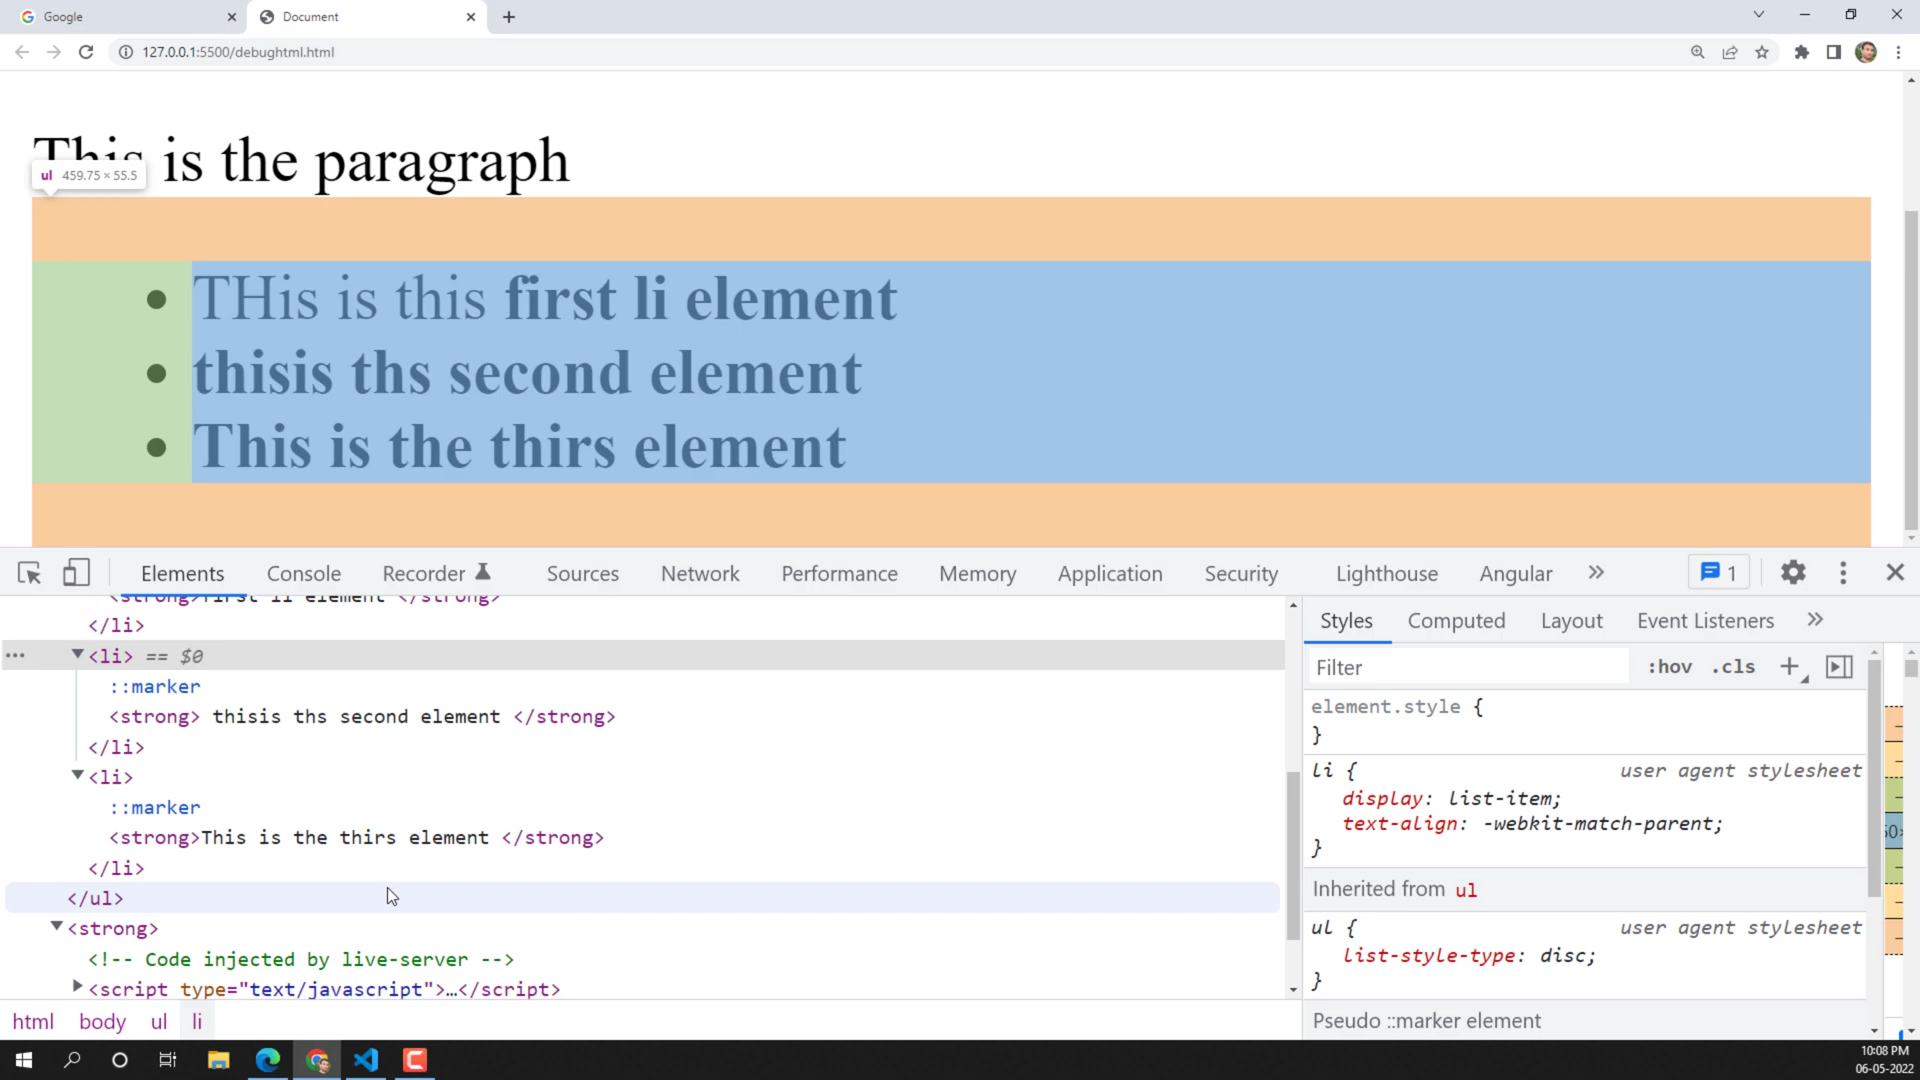 Google
Document
127.0.0.1:5500/debughtml.html
This is the paragraph
ul 459.75 × 55.5
THis is this first li element
thisis ths second element
This is the thirs element
Elements Console Recorder Sources Network Performance Memory Application Security Lighthouse Angular 1
<strong>first li element </strong>
</li>
<li> == $0
::marker
<strong> thisis ths second element </strong>
</li>
<li>
::marker
<strong>This is the thirs element </strong>
</li>
</ul>
<strong>
<!-- Code injected by live-server -->
<script type="text/javascript">…</script>
html body ul li
Styles Computed Layout Event Listeners
Filter :hov .cls
element.style {
}
li { user agent stylesheet
display: list-item;
text-align: -webkit-match-parent;
}
Inherited from ul
ul { user agent stylesheet
list-style-type: disc;
}
Pseudo ::marker element
10:08 PM
06-05-2022